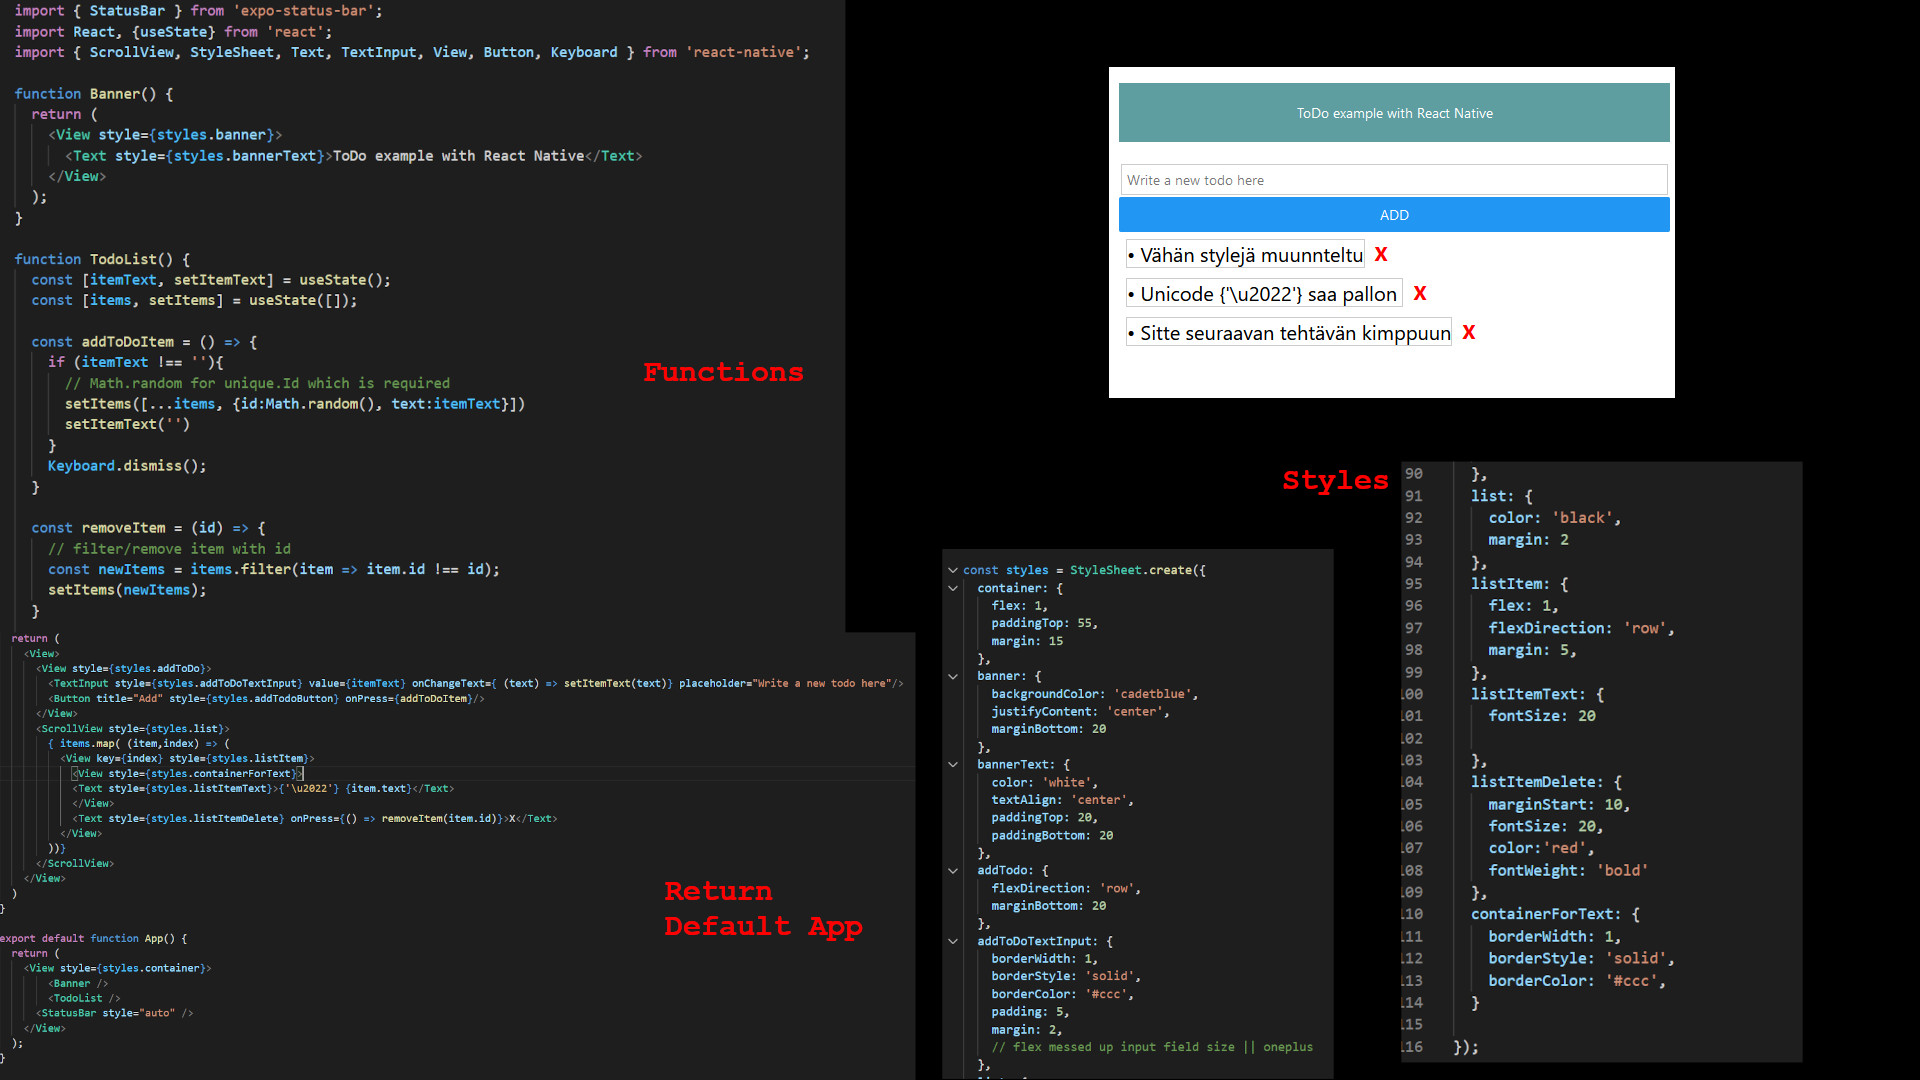 import { StatusBar } from 'expo-status-bar';
import React, {useState} from 'react';
import { ScrollView, StyleSheet, Text, TextInput, View, Button, Keyboard } from 'react-native';
function Banner() {
return (
<View style={styles.banner}>
<Text style={styles.bannerText}>ToDo example with React Native</Text>
</View>
);
}
function TodoList() {
const [itemText, setItemText] = useState();
const [items, setItems] = useState([]);
const addToDoItem = () => {
if (itemText !== ''){
// Math.random for unique.Id which is required
setItems([...items, {id:Math.random(), text:itemText}])
setItemText('')
}
Keyboard.dismiss();
}
const removeItem = (id) => {
// filter/remove item with id
const newItems = items.filter(item => item.id !== id);
setItems(newItems);
}
Functions
return (
<View>
<View style={styles.addToDo}>
<TextInput style={styles.addToDoTextInput} value={itemText} onChangeText={ (text) => setItemText(text)} placeholder="Write a new todo here"/>
<Button title="Add" style={styles.addTodoButton} onPress={addToDoItem}/>
</View>
<ScrollView style={styles.list}>
{ items.map( (item,index) => (
<View key={index} style={styles.listItem}>
<View style={styles.containerForText}>
<Text style={styles.listItemText}>{'\u2022'} {item.text}</Text>
</View>
<Text style={styles.listItemDelete} onPress={() => removeItem(item.id)}>X</Text>
</View>
))}
</ScrollView>
</View>
)
}
export default function App() {
return (
<View style={styles.container}>
<Banner />
<TodoList />
<StatusBar style="auto" />
</View>
);
}
Return
Default App
ToDo example with React Native
Write a new todo here
ADD
• Vähän stylejä muunnteltu X
• Unicode {'\u2022'} saa pallon X
• Sitte seuraavan tehtävän kimppuun X
Styles
const styles = StyleSheet.create({
container: {
flex: 1,
paddingTop: 55,
margin: 15
},
banner: {
backgroundColor: 'cadetblue',
justifyContent: 'center',
marginBottom: 20
},
bannerText: {
color: 'white',
textAlign: 'center',
paddingTop: 20,
paddingBottom: 20
},
addTodo: {
flexDirection: 'row',
marginBottom: 20
},
addToDoTextInput: {
borderWidth: 1,
borderStyle: 'solid',
borderColor: '#ccc',
padding: 5,
margin: 2,
// flex messed up input field size || oneplus
},
90 },
91 list: {
92 color: 'black',
93 margin: 2
94 },
95 listItem: {
96 flex: 1,
97 flexDirection: 'row',
98 margin: 5,
99 },
100 listItemText: {
101 fontSize: 20
102
103 },
104 listItemDelete: {
105 marginStart: 10,
106 fontSize: 20,
107 color:'red',
108 fontWeight: 'bold'
109 },
110 containerForText: {
111 borderWidth: 1,
112 borderStyle: 'solid',
113 borderColor: '#ccc',
114 }
115
116 });